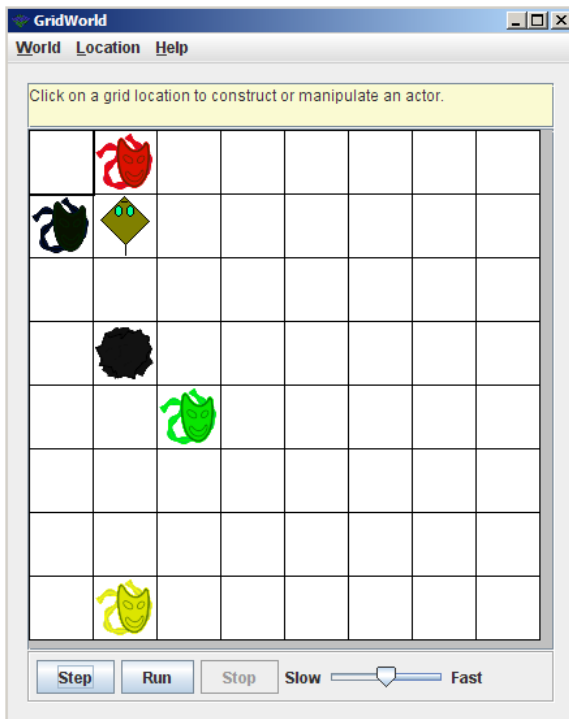 GridWorld
World Location Help
Click on a grid location to construct or manipulate an actor.
Step Run Stop Slow Fast